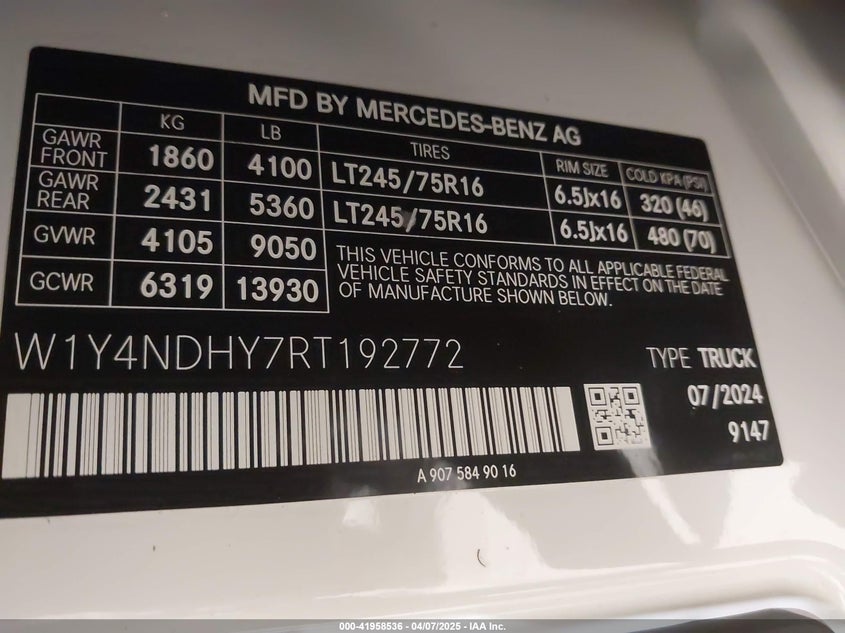 MFD BY MERCEDES-BENZ AG
KG LB TIRES RIM SIZE COLD KPA (PSI)
GAWR FRONT 1860 4100 LT245/75R16 6.5Jx16 320 (46)
GAWR REAR 2431 5360 LT245/75R16 6.5Jx16 480 (70)
GVWR 4105 9050
GCWR 6319 13930
THIS VEHICLE CONFORMS TO ALL APPLICABLE FEDERAL
VEHICLE SAFETY STANDARDS IN EFFECT ON THE DATE
OF MANUFACTURE SHOWN BELOW.
W1Y4NDHY7RT192772
TYPE TRUCK
07/2024
9147
A 907 584 90 16
000-41958536 - 04/07/2025 - IAA Inc.